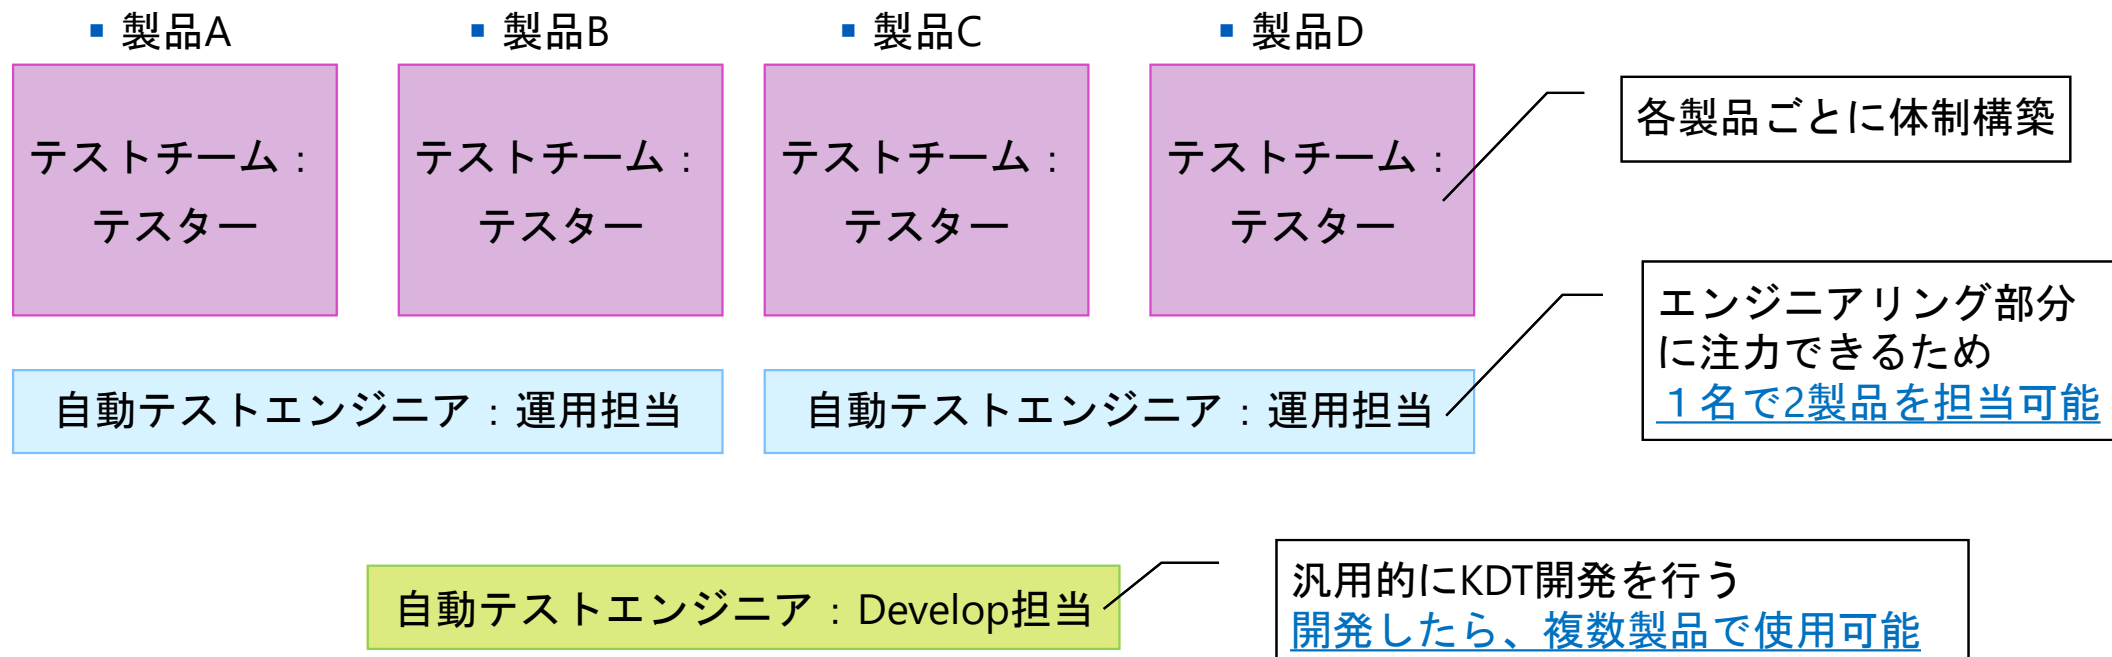 ▪ 製品A
▪ 製品B
▪ 製品C
▪ 製品D
テストチーム：
テスター
テストチーム：
テスター
テストチーム：
テスター
テストチーム：
テスター
各製品ごとに体制構築
自動テストエンジニア：運用担当
自動テストエンジニア：運用担当
エンジニアリング部分
に注力できるため
１名で2製品を担当可能
自動テストエンジニア：Develop担当
汎用的にKDT開発を行う
開発したら、複数製品で使用可能